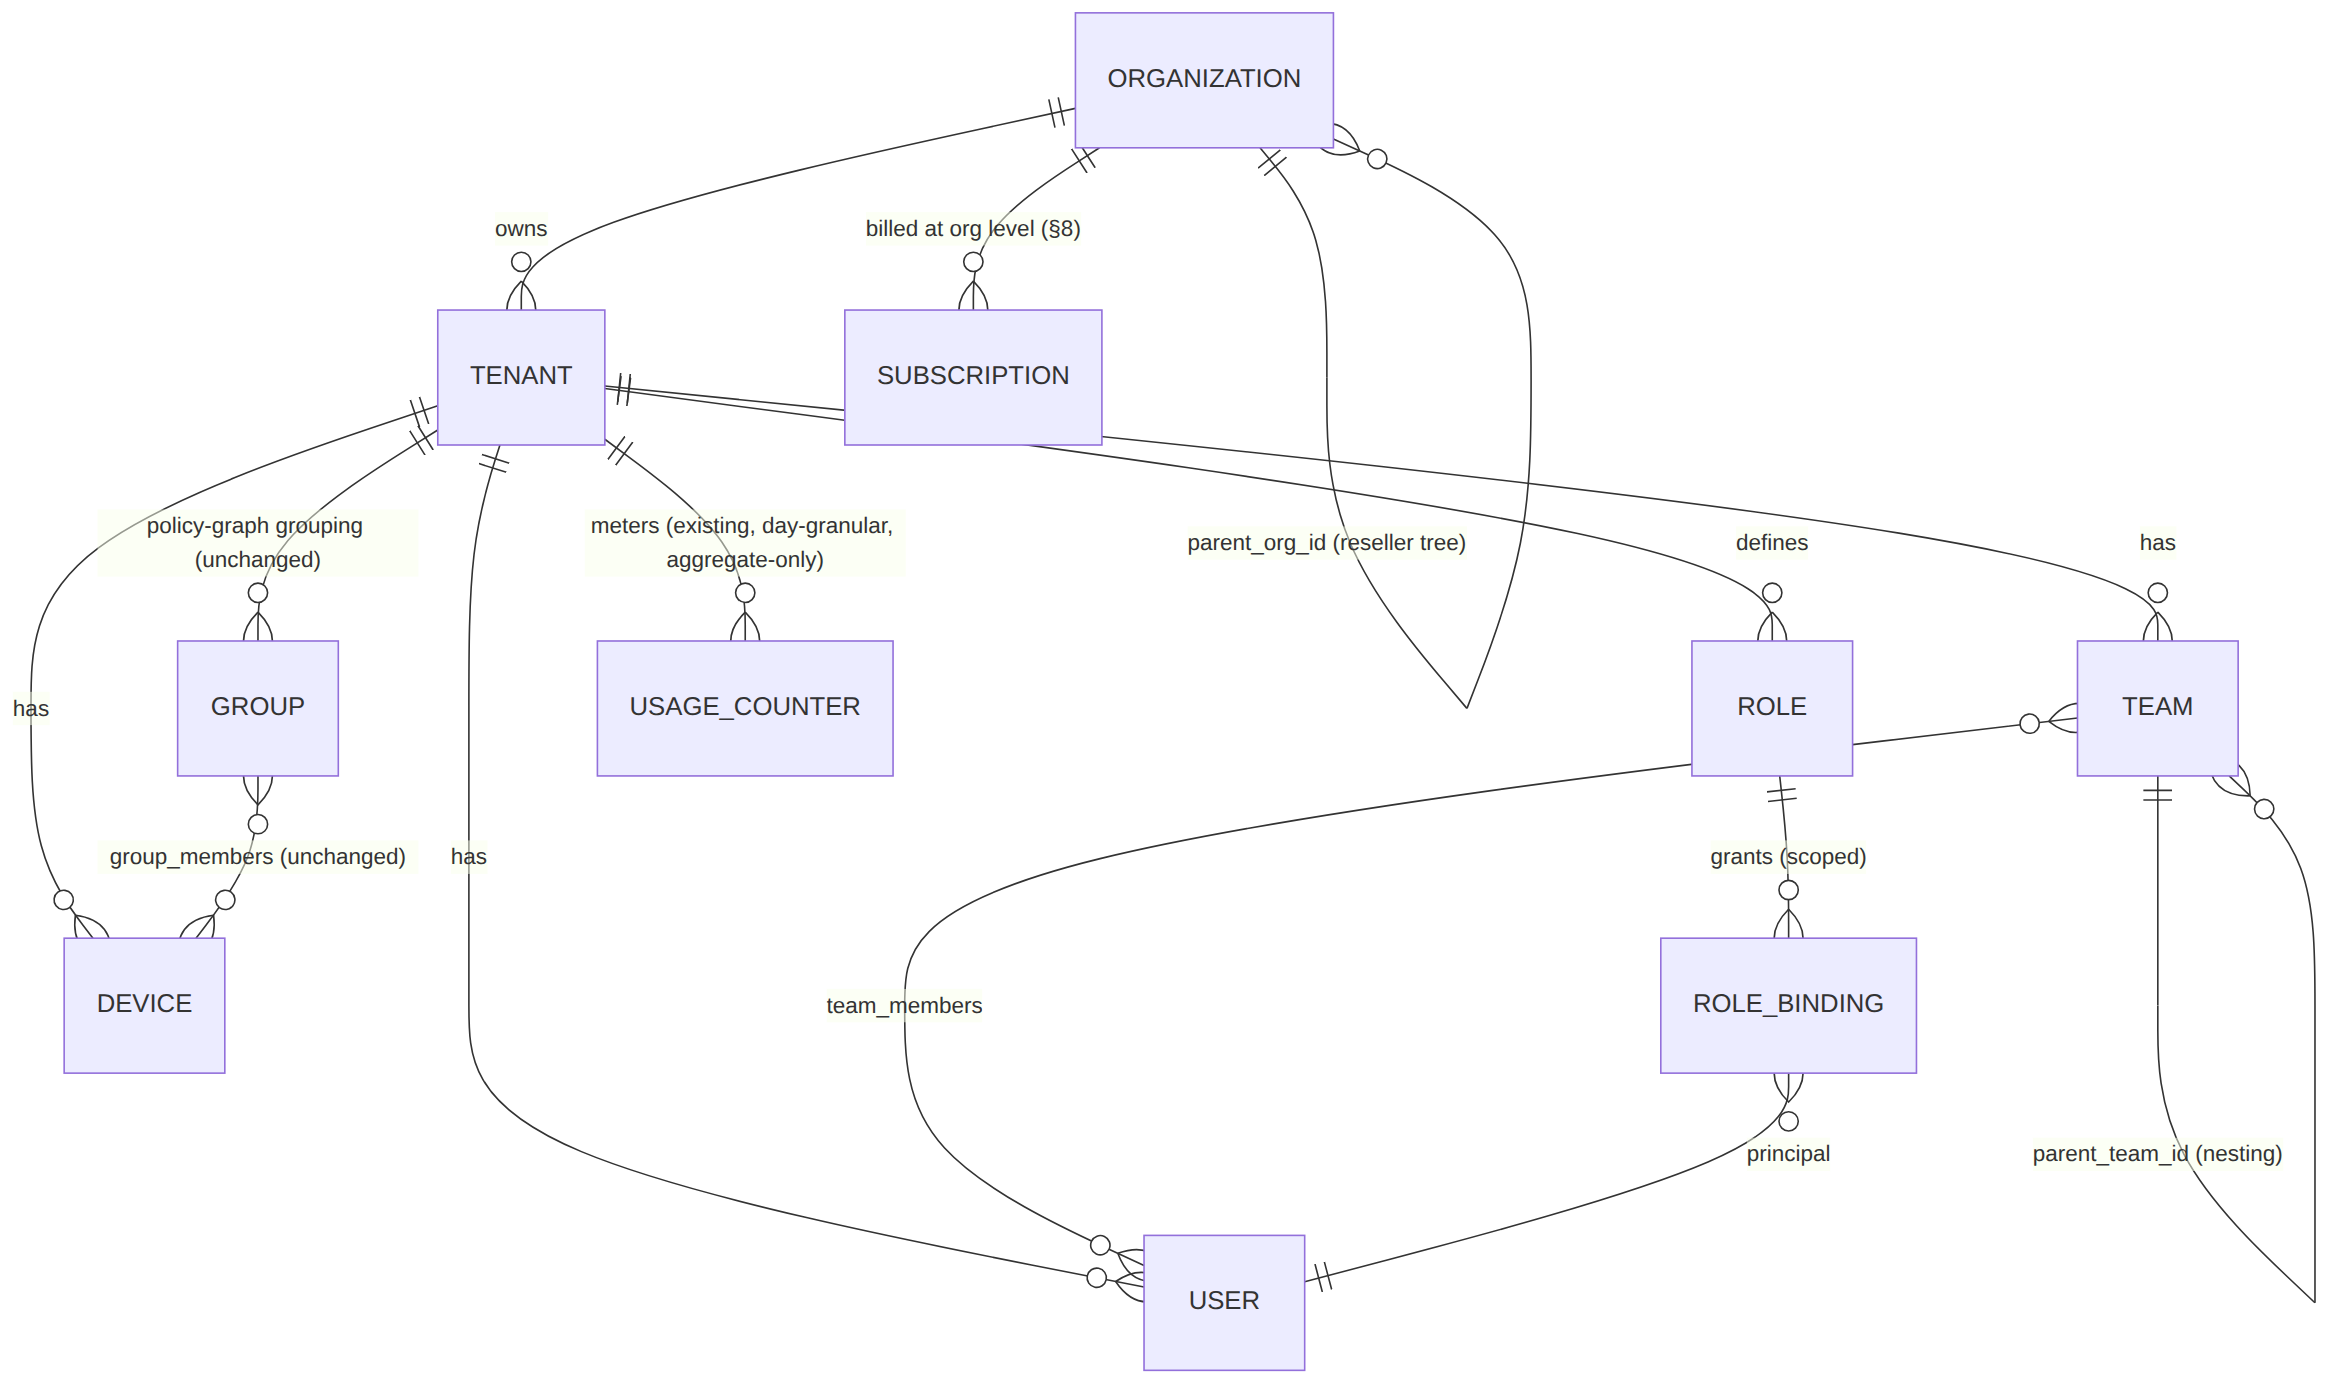 ORGANIZATION
owns
billed at org level (§8)
TENANT
SUBSCRIPTION
policy-graph grouping
(unchanged)
meters (existing, day-granular,
aggregate-only)
parent_org_id (reseller tree)
defines
has
has
GROUP
USAGE_COUNTER
ROLE
TEAM
group_members (unchanged)
has
grants (scoped)
DEVICE
team_members
ROLE_BINDING
principal
parent_team_id (nesting)
USER